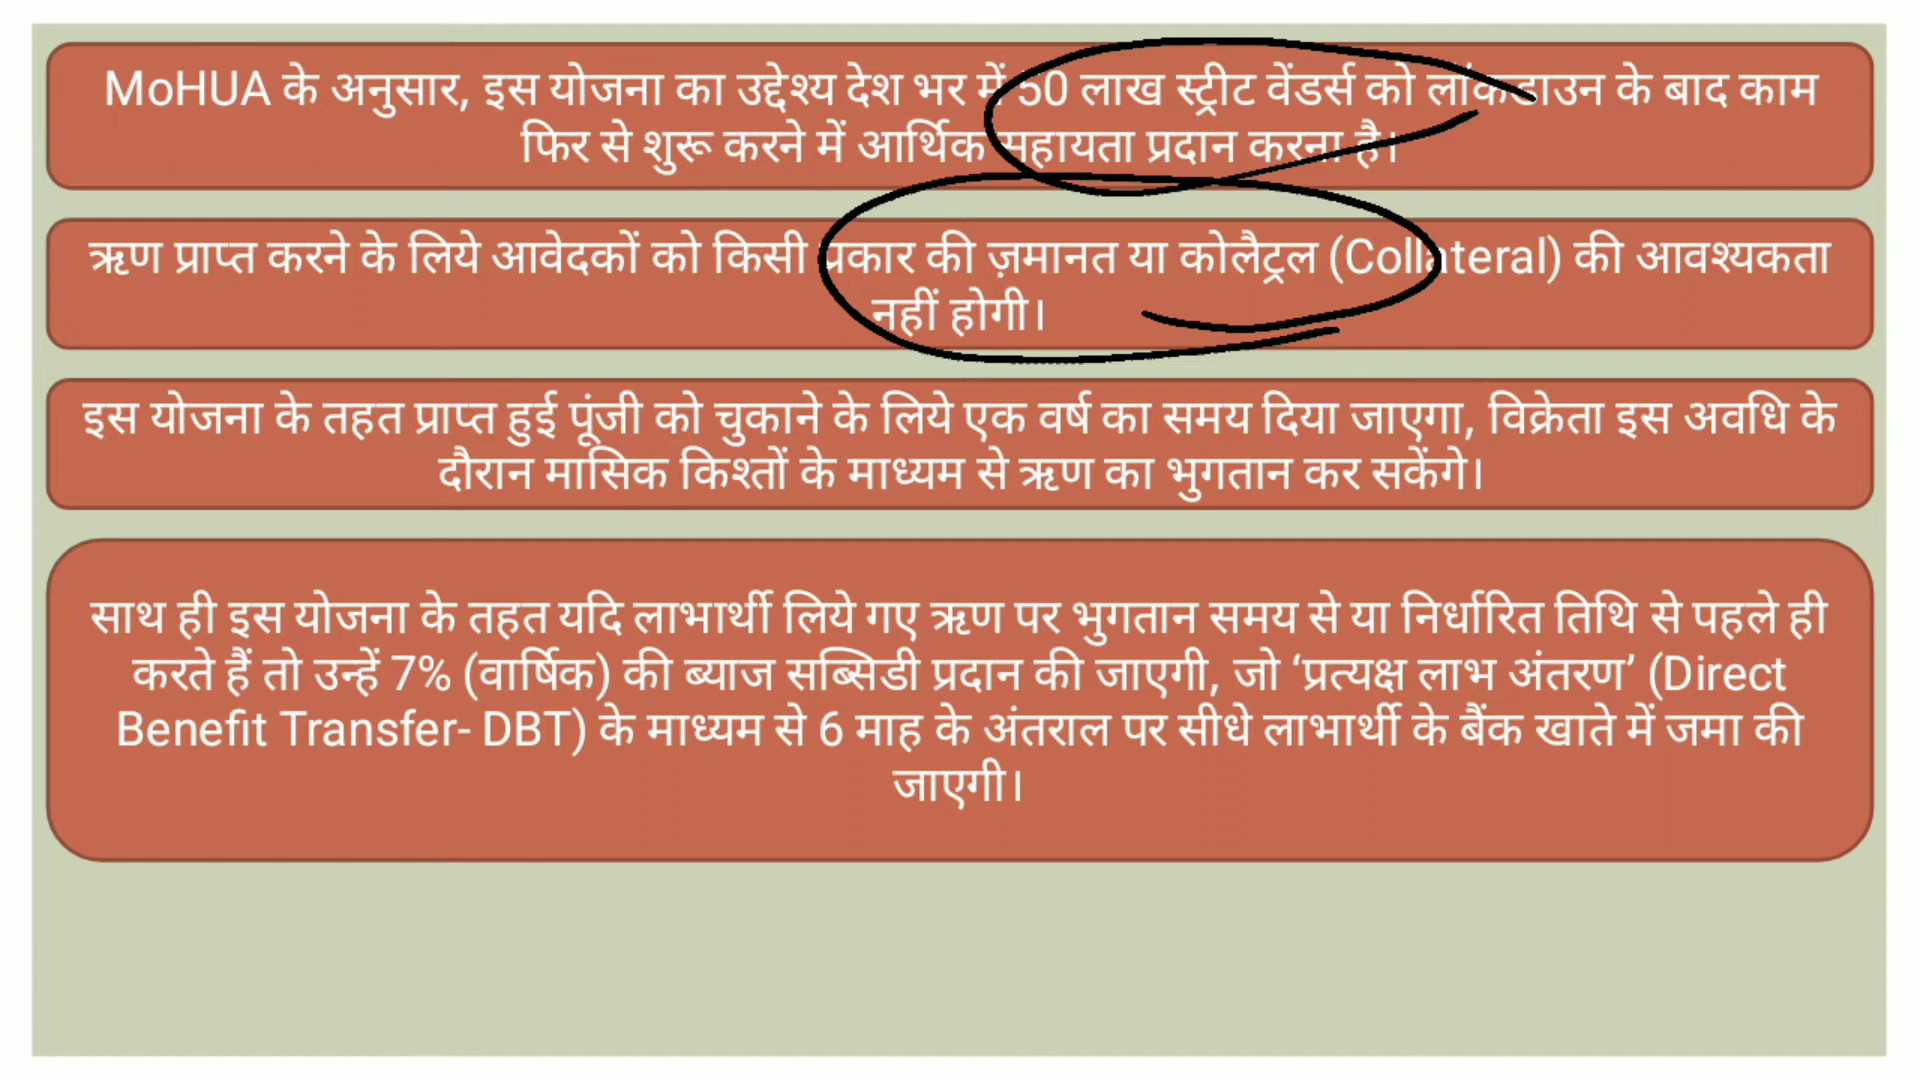 MoHUA के अनुसार, इस योजना का उद्देश्य देश भर में 50 लाख स्ट्रीट वेंडर्स को लॉकडाउन के बाद काम
फिर से शुरू करने में आर्थिक सहायता प्रदान करना है।
ऋण प्राप्त करने के लिये आवेदकों को किसी प्रकार की ज़मानत या कोलैट्रल (Collateral) की आवश्यकता
नहीं होगी।
इस योजना के तहत प्राप्त हुई पूंजी को चुकाने के लिये एक वर्ष का समय दिया जाएगा, विक्रेता इस अवधि के
दौरान मासिक किश्तों के माध्यम से ऋण का भुगतान कर सकेंगे।
साथ ही इस योजना के तहत यदि लाभार्थी लिये गए ऋण पर भुगतान समय से या निर्धारित तिथि से पहले ही
करते हैं तो उन्हें 7% (वार्षिक) की ब्याज सब्सिडी प्रदान की जाएगी, जो ‘प्रत्यक्ष लाभ अंतरण’ (Direct
Benefit Transfer- DBT) के माध्यम से 6 माह के अंतराल पर सीधे लाभार्थी के बैंक खाते में जमा की
जाएगी।